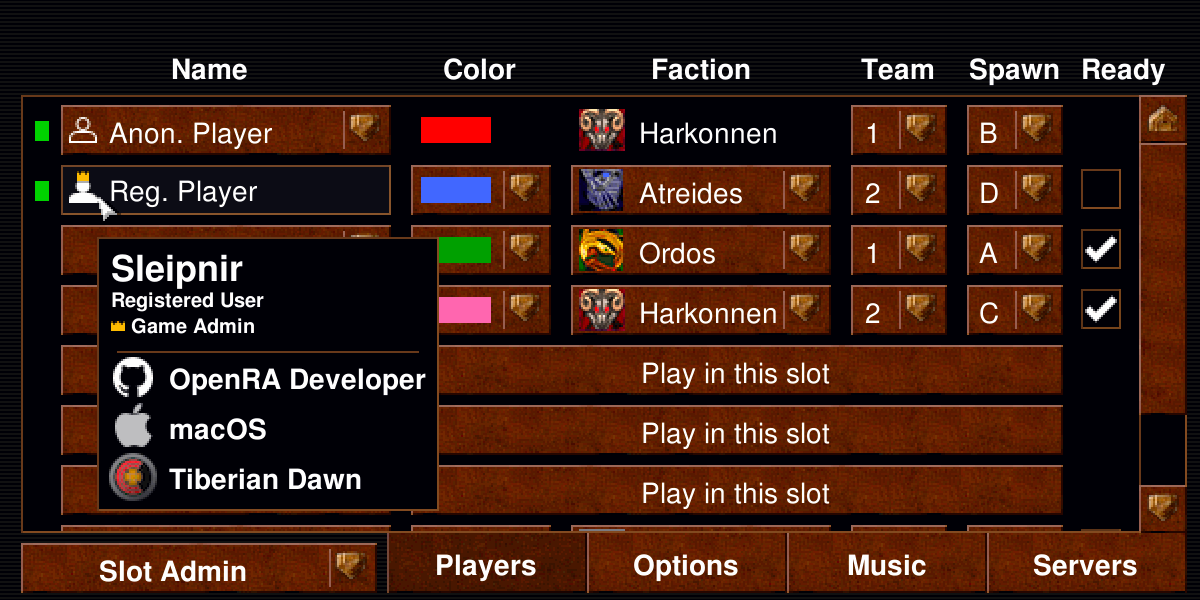 Name Color Faction Team Spawn Ready
Anon. Player Harkonnen 1 B
Reg. Player Atreides 2 D
Ordos 1 A
Harkonnen 2 C
Sleipnir
Registered User
Game Admin
OpenRA Developer
macOS
Tiberian Dawn
Play in this slot
Play in this slot
Play in this slot
Slot Admin Players Options Music Servers